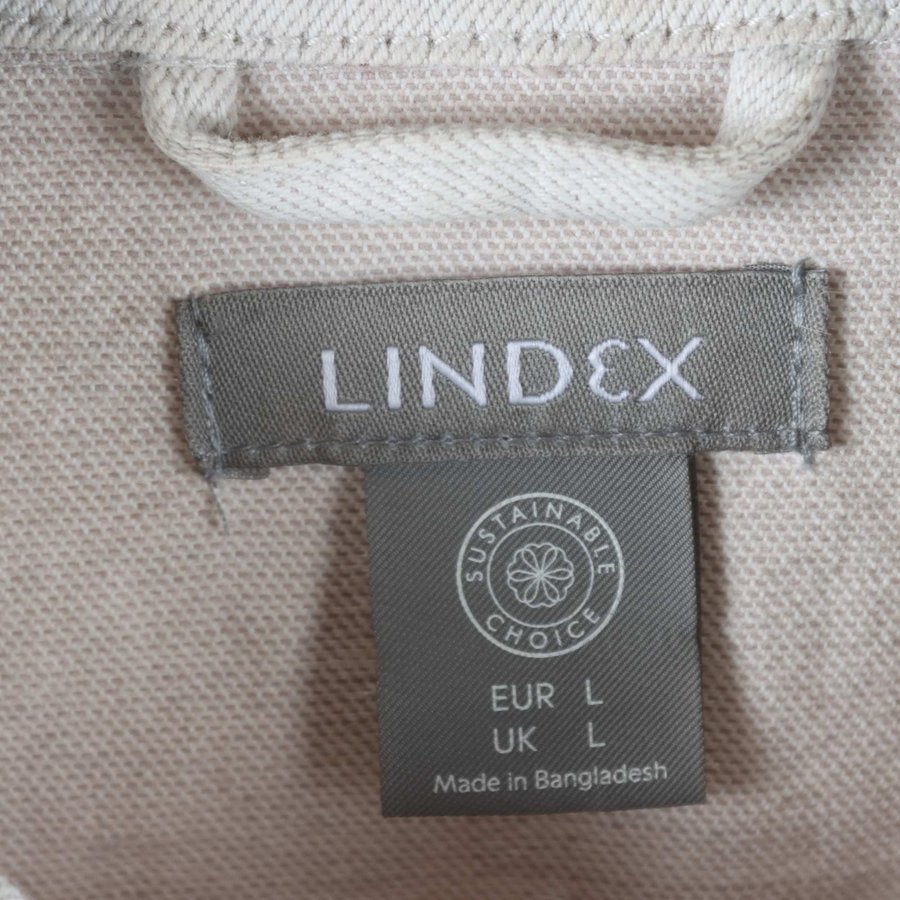 LINDEX
SUSTAINABLE
CHOICE
EUR L
UK L
Made in Bangladesh